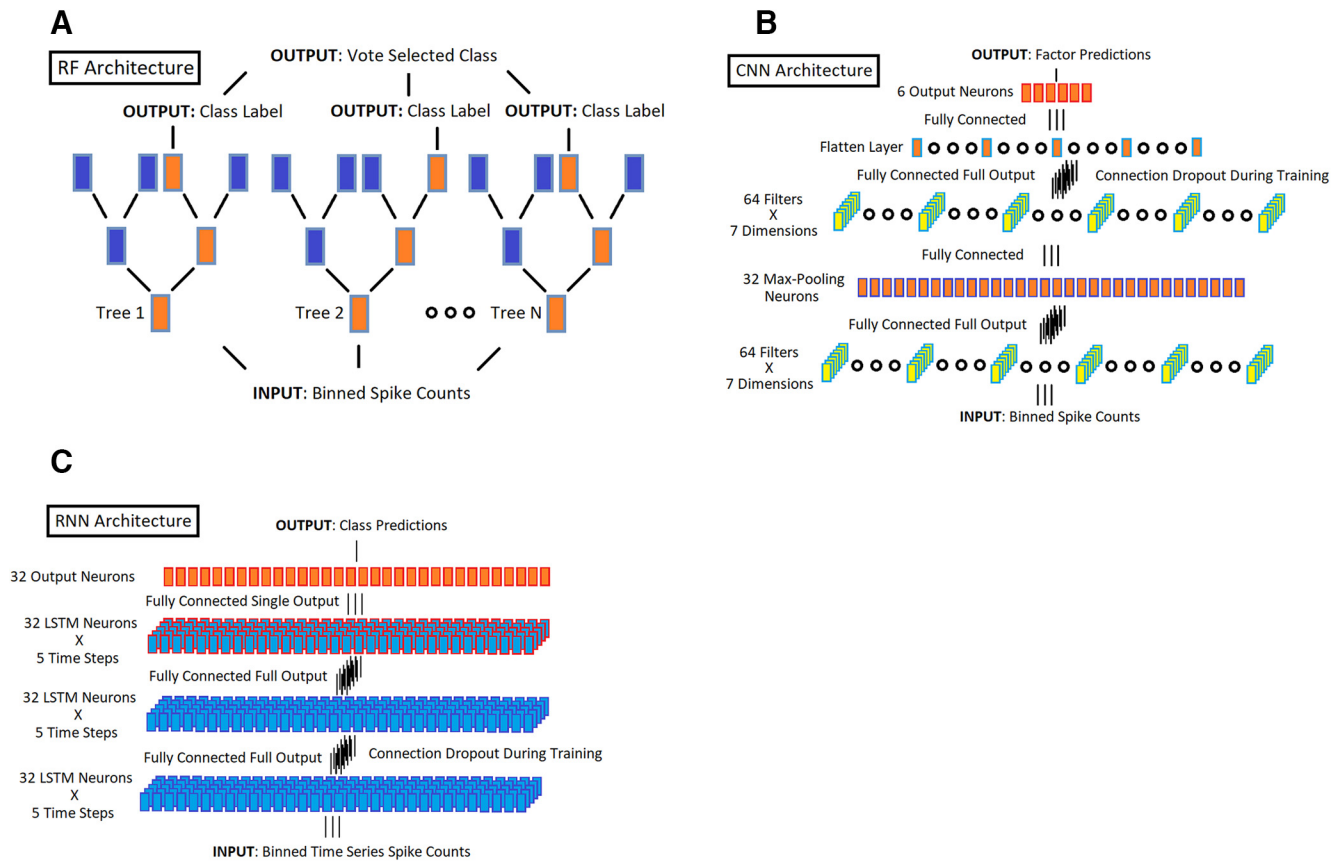 A
RF Architecture
OUTPUT: Vote Selected Class
OUTPUT: Class Label
OUTPUT: Class Label
OUTPUT: Class Label
Tree 1
Tree 2
Tree N
INPUT: Binned Spike Counts
B
CNN Architecture
OUTPUT: Factor Predictions
6 Output Neurons
Fully Connected
Flatten Layer
Fully Connected Full Output
Connection Dropout During Training
64 Filters
X
7 Dimensions
Fully Connected
32 Max-Pooling
Neurons
Fully Connected Full Output
64 Filters
X
7 Dimensions
INPUT: Binned Spike Counts
C
RNN Architecture
OUTPUT: Class Predictions
32 Output Neurons
Fully Connected Single Output
32 LSTM Neurons
X
5 Time Steps
Fully Connected Full Output
32 LSTM Neurons
X
5 Time Steps
Fully Connected Full Output
Connection Dropout During Training
32 LSTM Neurons
X
5 Time Steps
INPUT: Binned Time Series Spike Counts